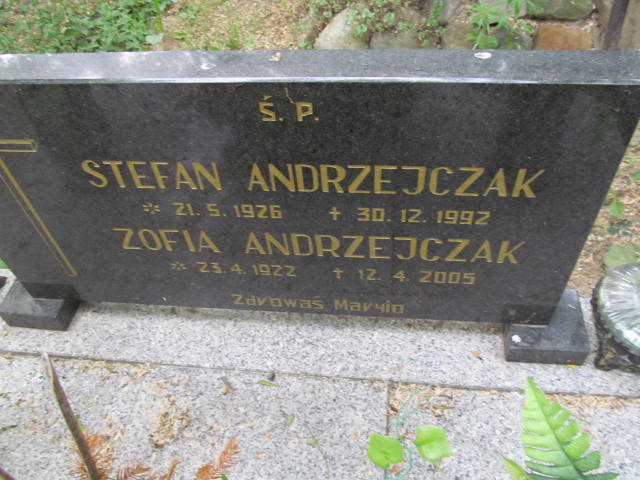 Ś. P.
STEFAN ANDRZEJCZAK
* 21. 5. 1926 + 30. 12. 1992
ZOFIA ANDRZEJCZAK
* 23. 4. 1922 + 12. 4. 2005
Zdrowaś Maryjo